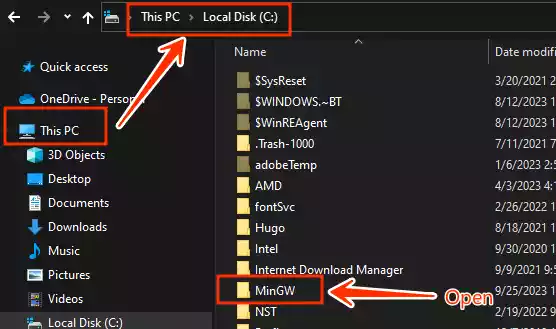 This PC > Local Disk (C:) >
Name
Date modifi
Quick access
OneDrive - Person
This PC
3D Objects
Desktop
Documents
Downloads
Music
Pictures
Videos
Local Disk (C:)
$SysReset 3/20/2021
$WINDOWS.~BT 8/12/2023 1
$WinREAgent 8/12/2023
.Trash-1000 7/11/2021 1
adobeTemp 1/6/2023 2:5
AMD 4/3/2023 4:1
fontSvc 2/26/2022 1
Hugo 8/18/2021 1
Intel 9/30/2020 1
Internet Download Manager 9/9/2021 9:5
MinGW 9/25/2023 1
Open
NST 2/19/2022 8